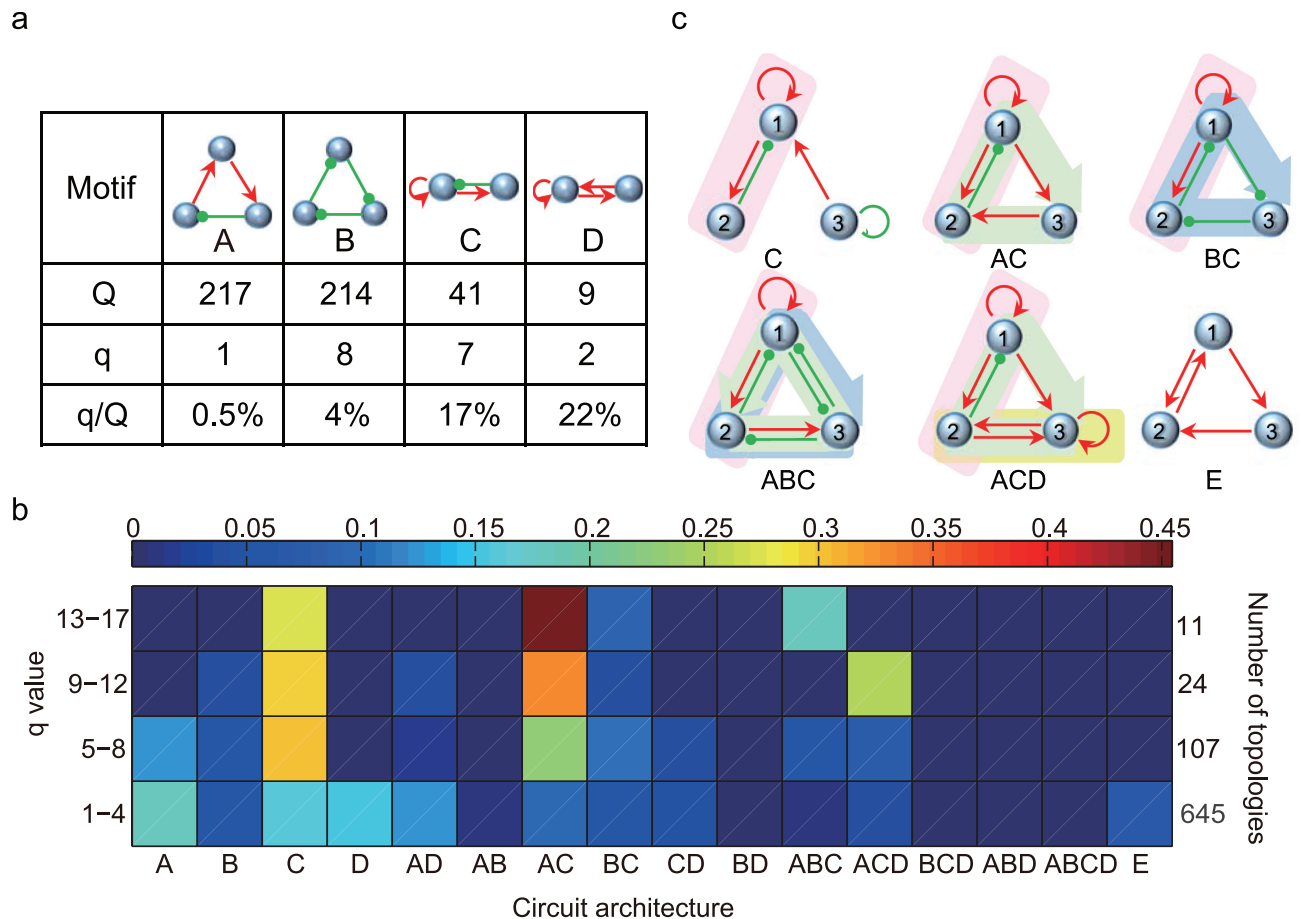 a
Motif A B C D
Q 217 214 41 9
q 1 8 7 2
q/Q 0.5% 4% 17% 22%
c
1 2 3 C
1 2 3 AC
1 2 3 BC
1 2 3 ABC
1 2 3 ACD
1 2 3 E
b
0 0.05 0.1 0.15 0.2 0.25 0.3 0.35 0.4 0.45
q value
13−17 11
9−12 24
5−8 107
1−4 645
Number of topologies
A B C D AD AB AC BC CD BD ABC ACD BCD ABD ABCD E
Circuit architecture